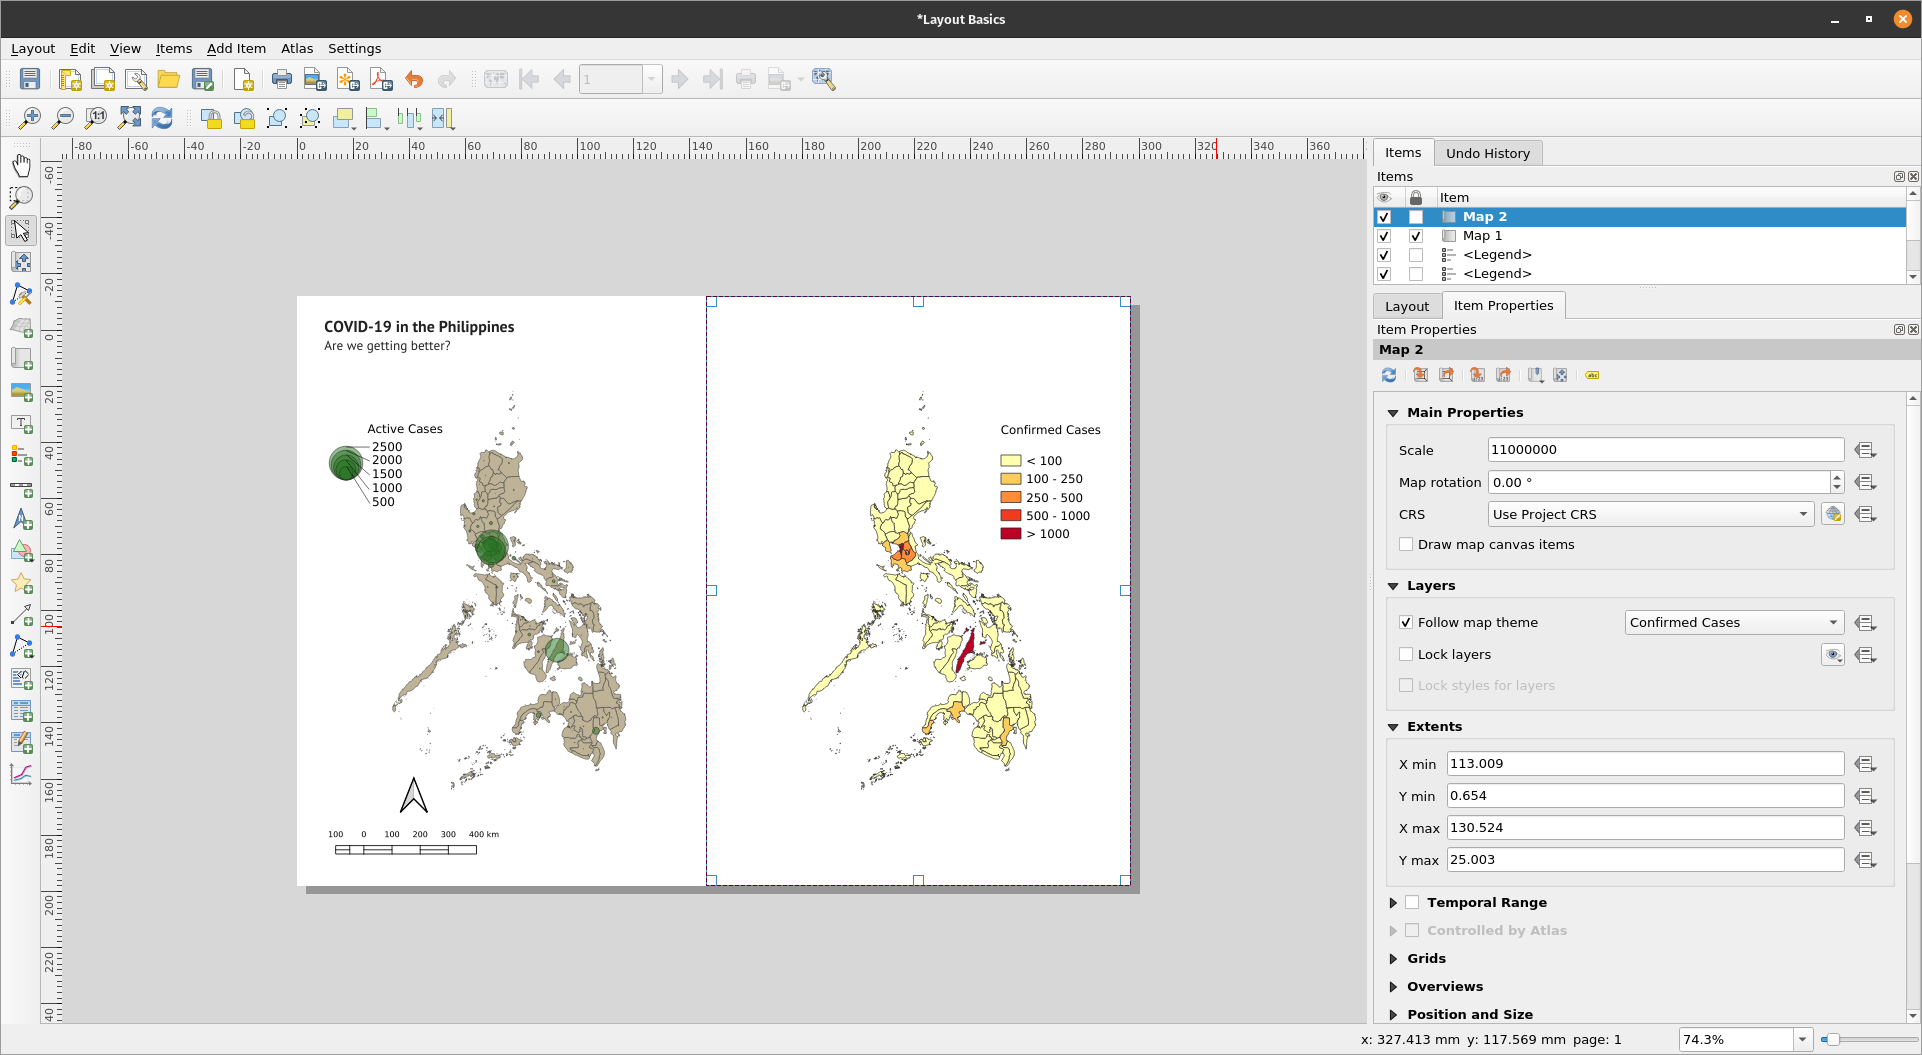 *Layout Basics
Layout Edit View Items Add Item Atlas Settings
1
-80 -60 -40 -20 0 20 40 60 80 100 120 140 160 180 200 220 240 260 280 300 320 340 360
-60
-40
-20
0
20
40
60
80
100
120
140
160
180
200
220
40
COVID-19 in the Philippines
Are we getting better?
Active Cases
2500
2000
1500
1000
500
100 0 100 200 300 400 km
Confirmed Cases
< 100
100 - 250
250 - 500
500 - 1000
> 1000
Items Undo History
Items
Item
Map 2
Map 1
<Legend>
<Legend>
Layout Item Properties
Item Properties
Map 2
Main Properties
Scale 11000000
Map rotation 0.00 °
CRS Use Project CRS
Draw map canvas items
Layers
Follow map theme Confirmed Cases
Lock layers
Lock styles for layers
Extents
X min 113.009
Y min 0.654
X max 130.524
Y max 25.003
Temporal Range
Controlled by Atlas
Grids
Overviews
Position and Size
x: 327.413 mm y: 117.569 mm page: 1 74.3%